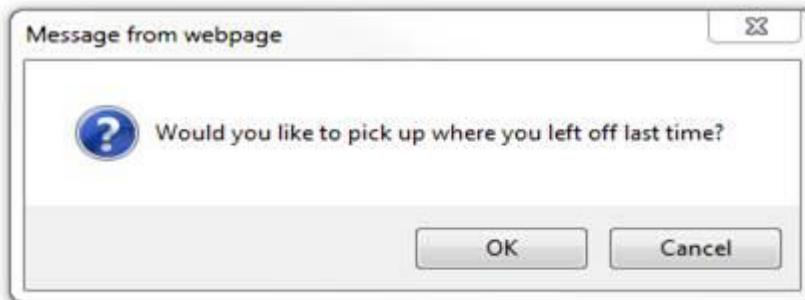 Message from webpage
Would you like to pick up where you left off last time?
OK
Cancel